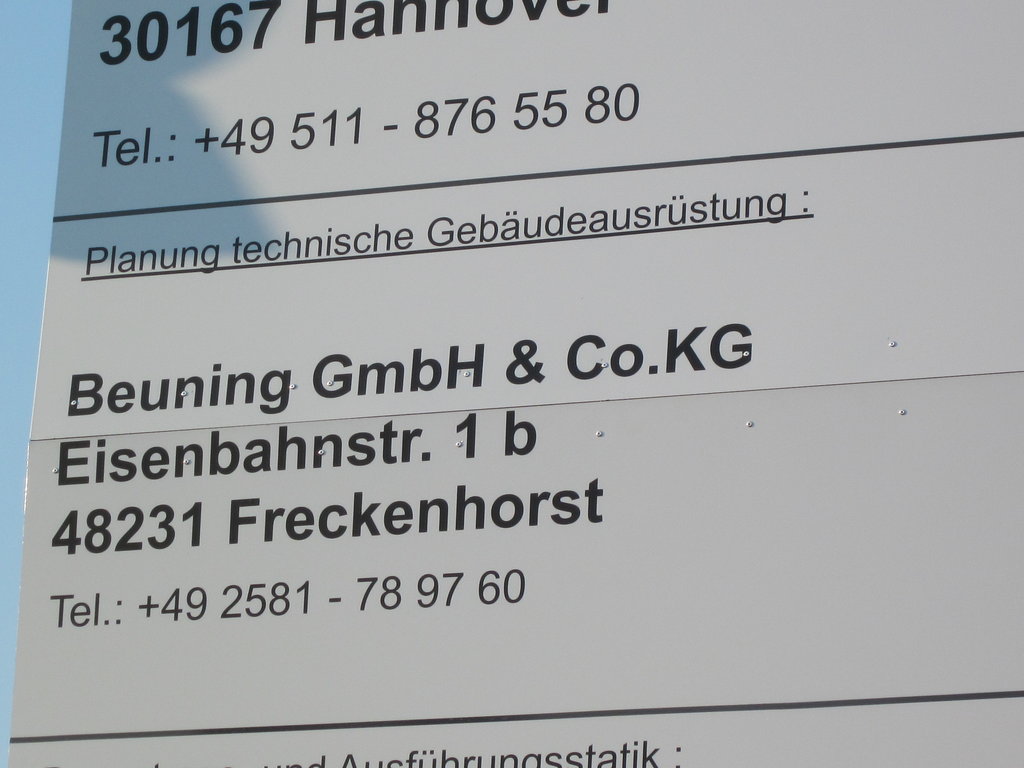 30167 Hannover
Tel.: +49 511 - 876 55 80
Planung technische Gebäudeausrüstung :
Beuning GmbH & Co.KG
Eisenbahnstr. 1 b
48231 Freckenhorst
Tel.: +49 2581 - 78 97 60
und Ausführungsstatik :